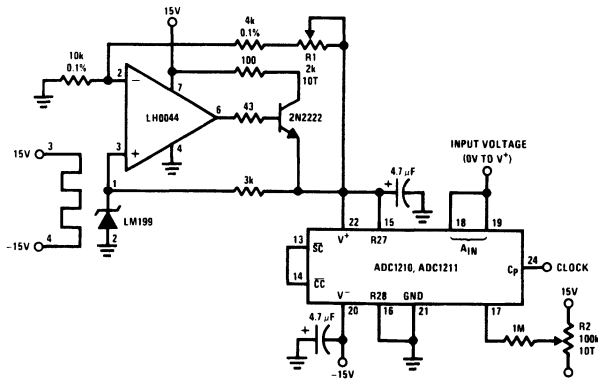 15V
4k
0.1%
R1
2k
10T
10k
0.1%
100
2
−
7
LH0044
6
43
2N2222
15V
3
3
+
4
INPUT VOLTAGE
(0V TO V+)
1
3k
+
4.7 μF
−15V
4
LM199
2
22
15
18
19
13
SC
V+
R27
AIN
24
CLOCK
CP
ADC1210, ADC1211
14
CC
V−
R28
GND
15V
4.7 μF
+
20
16
21
17
1M
R2
100k
10T
−15V